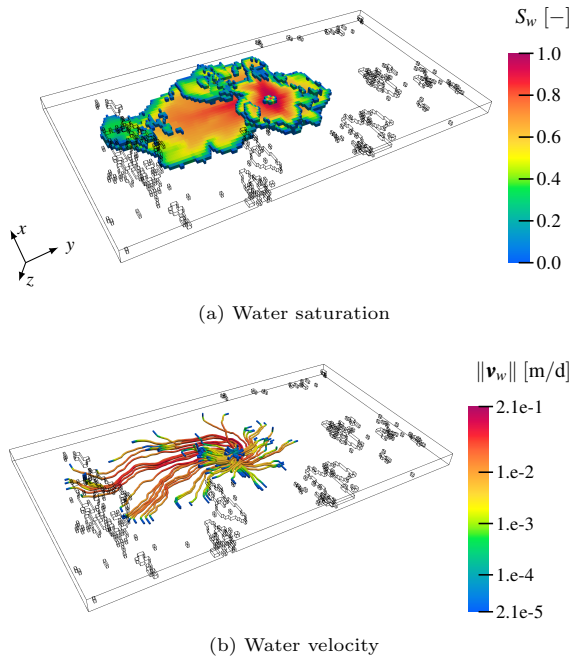 S_w [−]
1.0
0.8
0.6
0.4
0.2
0.0
x
y
z
(a) Water saturation
‖v_w‖ [m/d]
2.1e-1
1.e-2
1.e-3
1.e-4
2.1e-5
(b) Water velocity